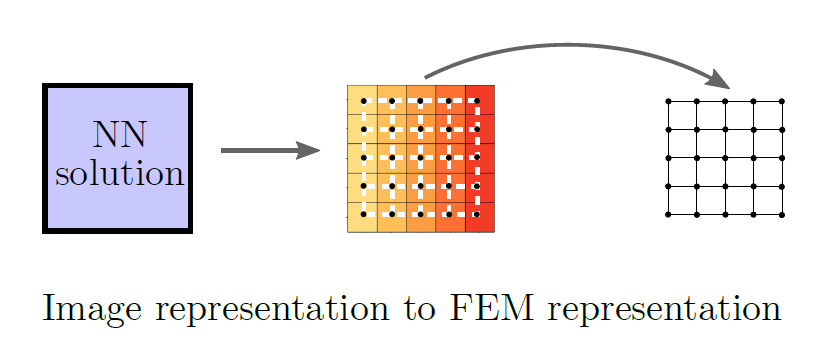 NN
solution
Image representation to FEM representation